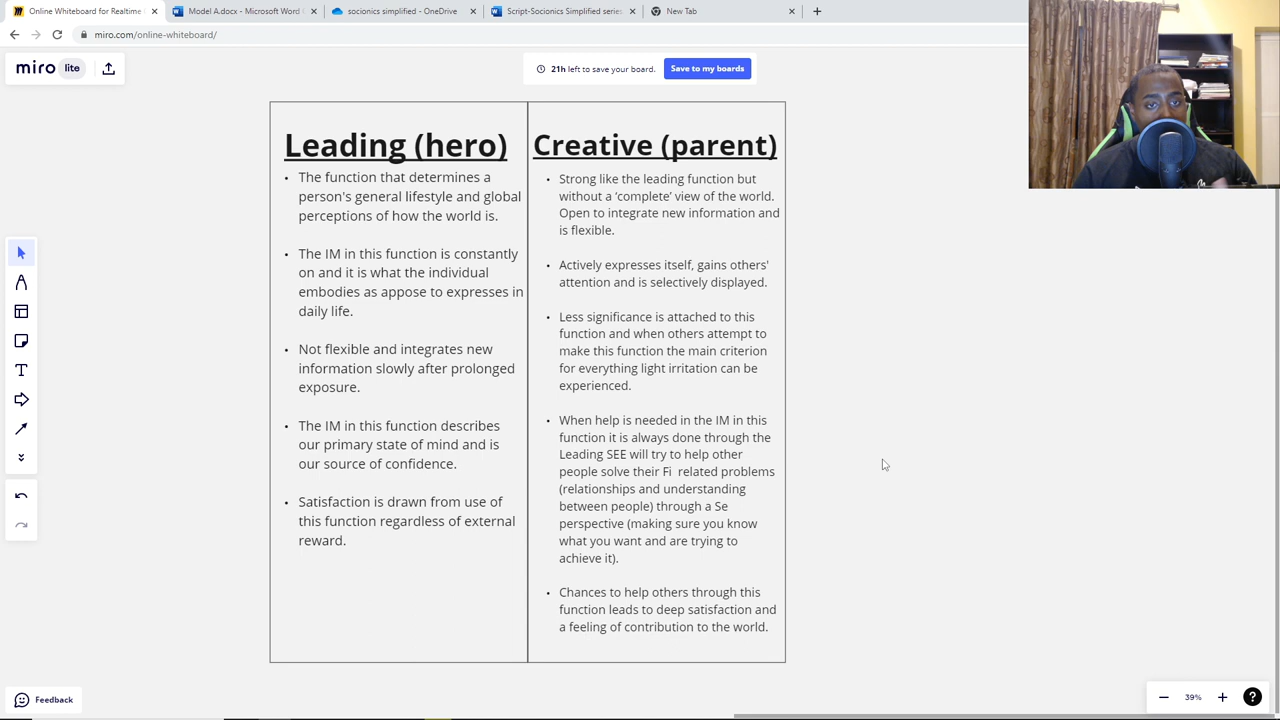 Online Whiteboard for Realtime
Model A.docx - Microsoft Word
socionics simplified - OneDrive
Script-Socionics Simplified series
New Tab
miro.com/online-whiteboard/
miro lite
21h left to save your board.
Save to my boards
Leading (hero)
• The function that determines a
person's general lifestyle and global
perceptions of how the world is.
• The IM in this function is constantly
on and it is what the individual
embodies as appose to expresses in
daily life.
• Not flexible and integrates new
information slowly after prolonged
exposure.
• The IM in this function describes
our primary state of mind and is
our source of confidence.
• Satisfaction is drawn from use of
this function regardless of external
reward.
Creative (parent)
• Strong like the leading function but
without a ‘complete’ view of the world.
Open to integrate new information and
is flexible.
• Actively expresses itself, gains others'
attention and is selectively displayed.
• Less significance is attached to this
function and when others attempt to
make this function the main criterion
for everything light irritation can be
experienced.
• When help is needed in the IM in this
function it is always done through the
Leading SEE will try to help other
people solve their Fi related problems
(relationships and understanding
between people) through a Se
perspective (making sure you know
what you want and are trying to
achieve it).
• Chances to help others through this
function leads to deep satisfaction and
a feeling of contribution to the world.
T
Feedback
39%
?